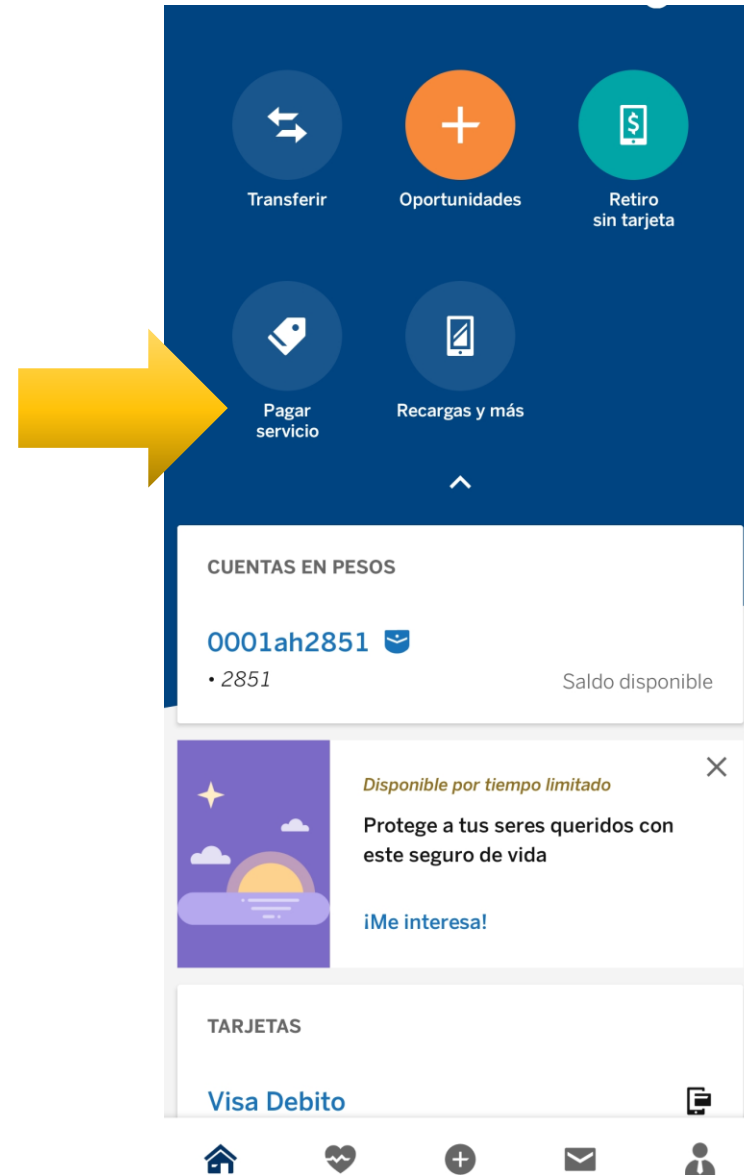 Transferir
Oportunidades
Retiro
sin tarjeta
Pagar
servicio
Recargas y más
CUENTAS EN PESOS
0001ah2851
• 2851
Saldo disponible
Disponible por tiempo limitado
Protege a tus seres queridos con
este seguro de vida
¡Me interesa!
TARJETAS
Visa Debito